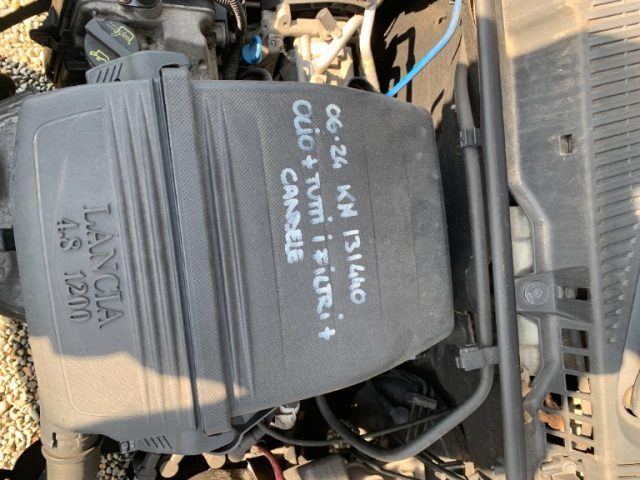 LANCIA
4.8 1200
06.24 KM 131440
OLIO + TUTTI I FILTRI +
CANDELE